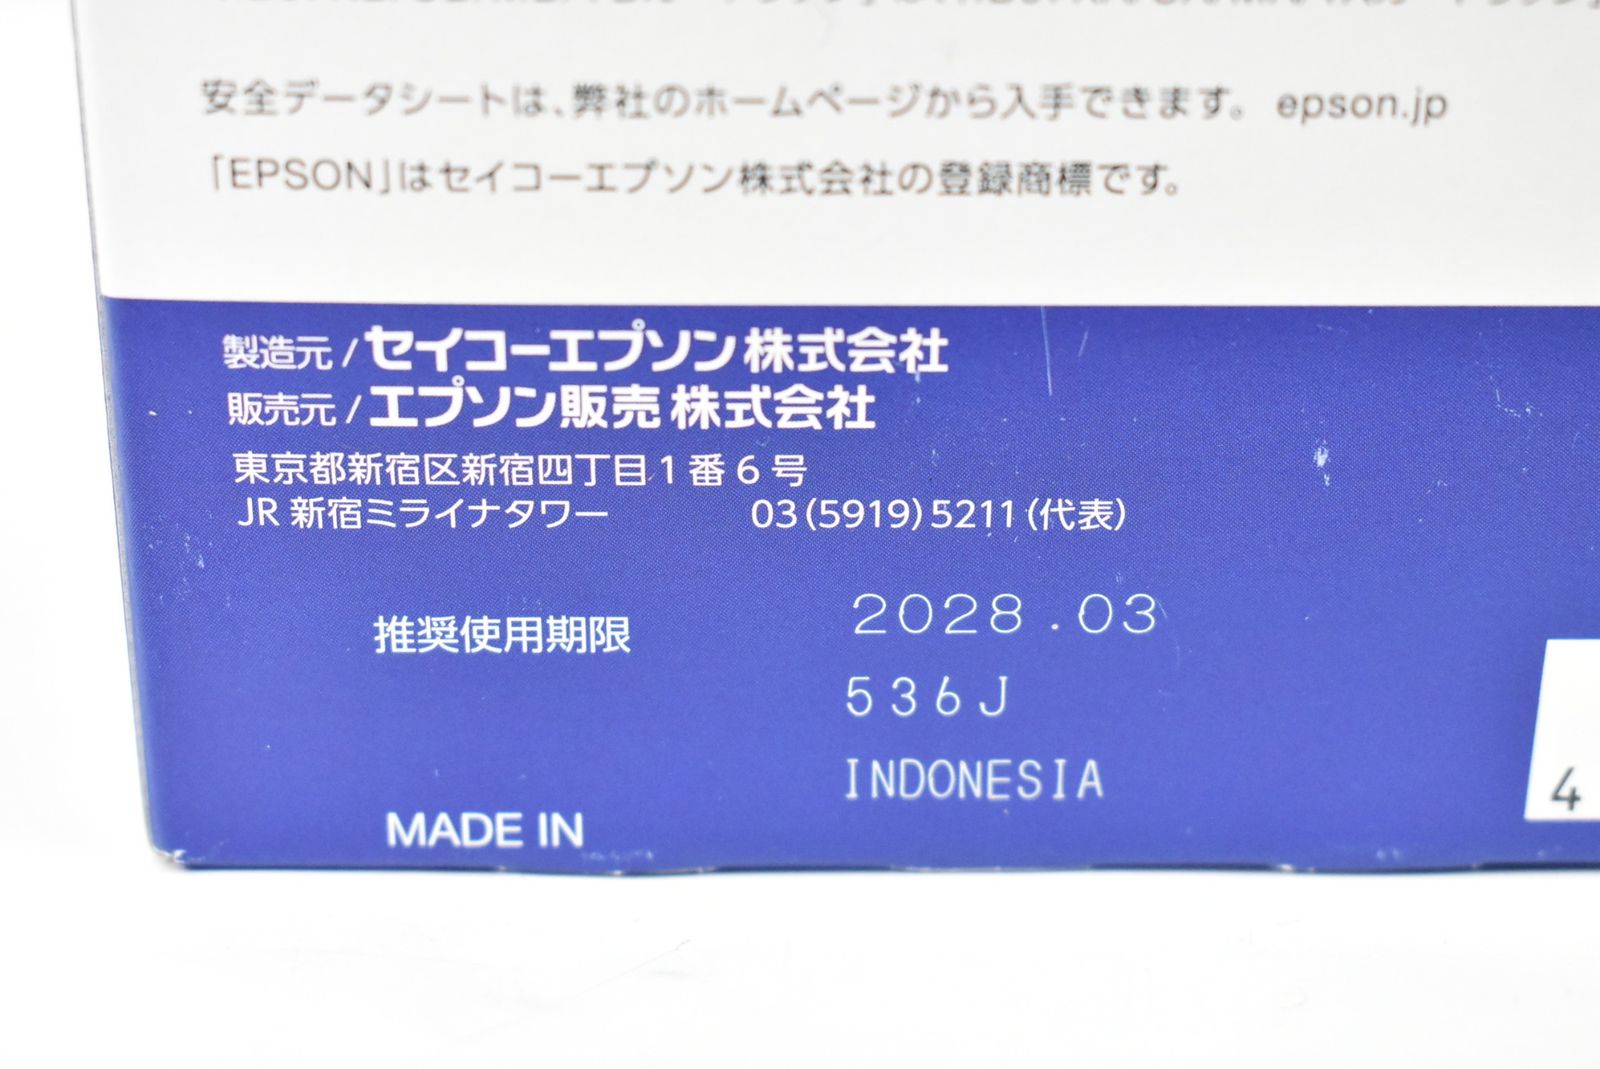 安全データシートは、弊社のホームページから入手できます。 epson.jp
「EPSON」はセイコーエプソン株式会社の登録商標です。
製造元 / セイコーエプソン株式会社
販売元 / エプソン販売 株式会社
東京都新宿区新宿四丁目1番6号
JR 新宿ミライナタワー 03(5919)5211(代表)
推奨使用期限 2028.03
536J
INDONESIA
MADE IN
4